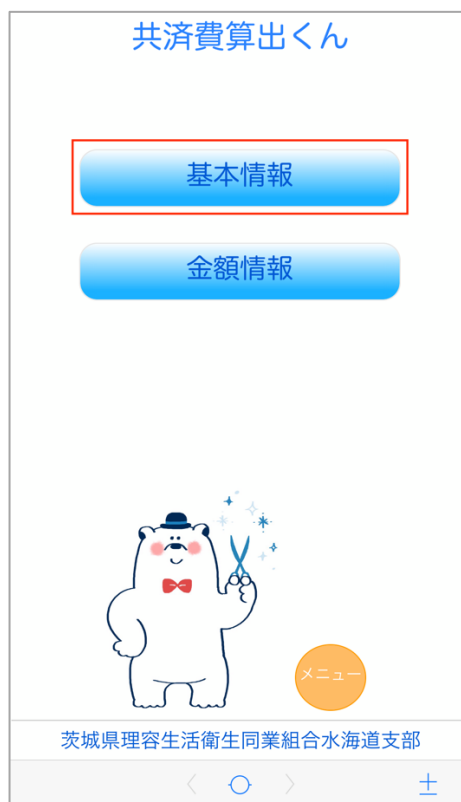 共済費算出くん
基本情報
金額情報
メニュー
茨城県理容生活衛生同業組合水海道支部